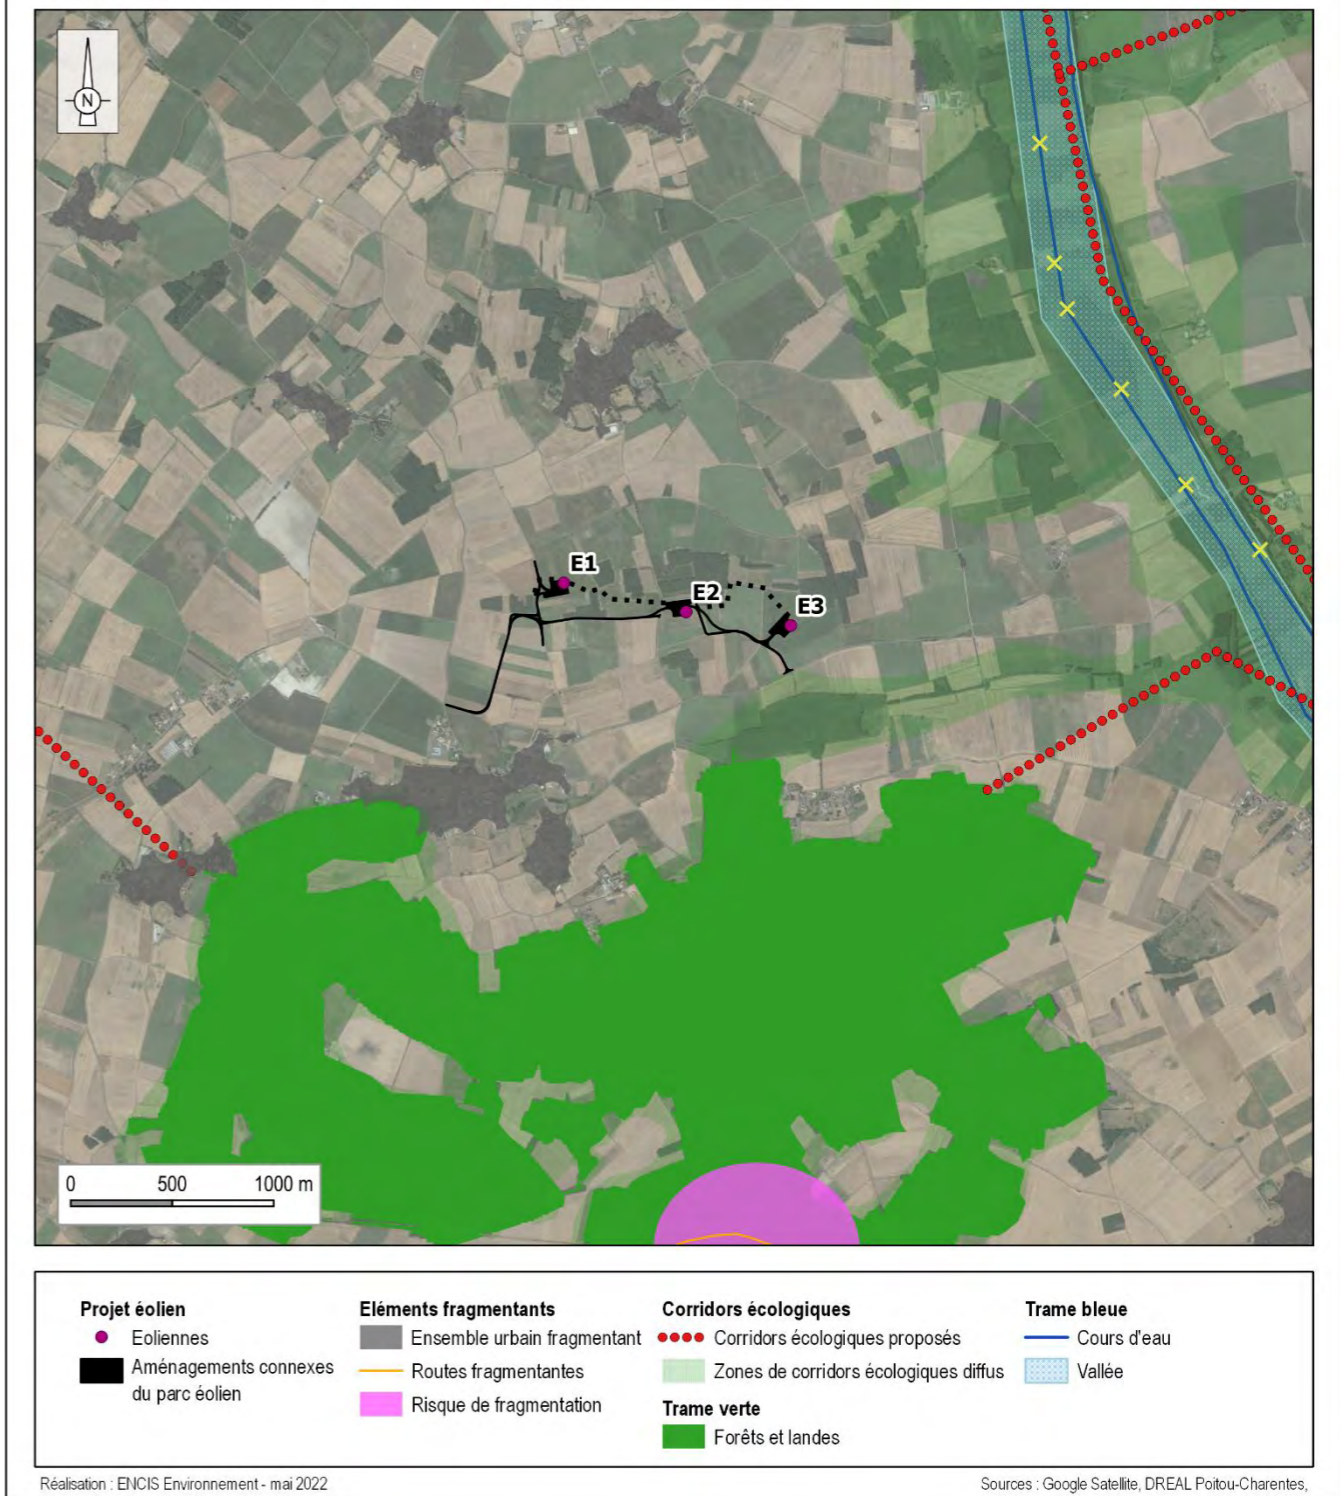 N
E1
E2
E3
0 500 1000 m
Projet éolien
Eoliennes
Aménagements connexes
du parc éolien
Eléments fragmentants
Ensemble urbain fragmentant
Routes fragmentantes
Risque de fragmentation
Corridors écologiques
Corridors écologiques proposés
Zones de corridors écologiques diffus
Trame verte
Forêts et landes
Trame bleue
Cours d'eau
Vallée
Réalisation : ENCIS Environnement - mai 2022
Sources : Google Satellite, DREAL Poitou-Charentes,